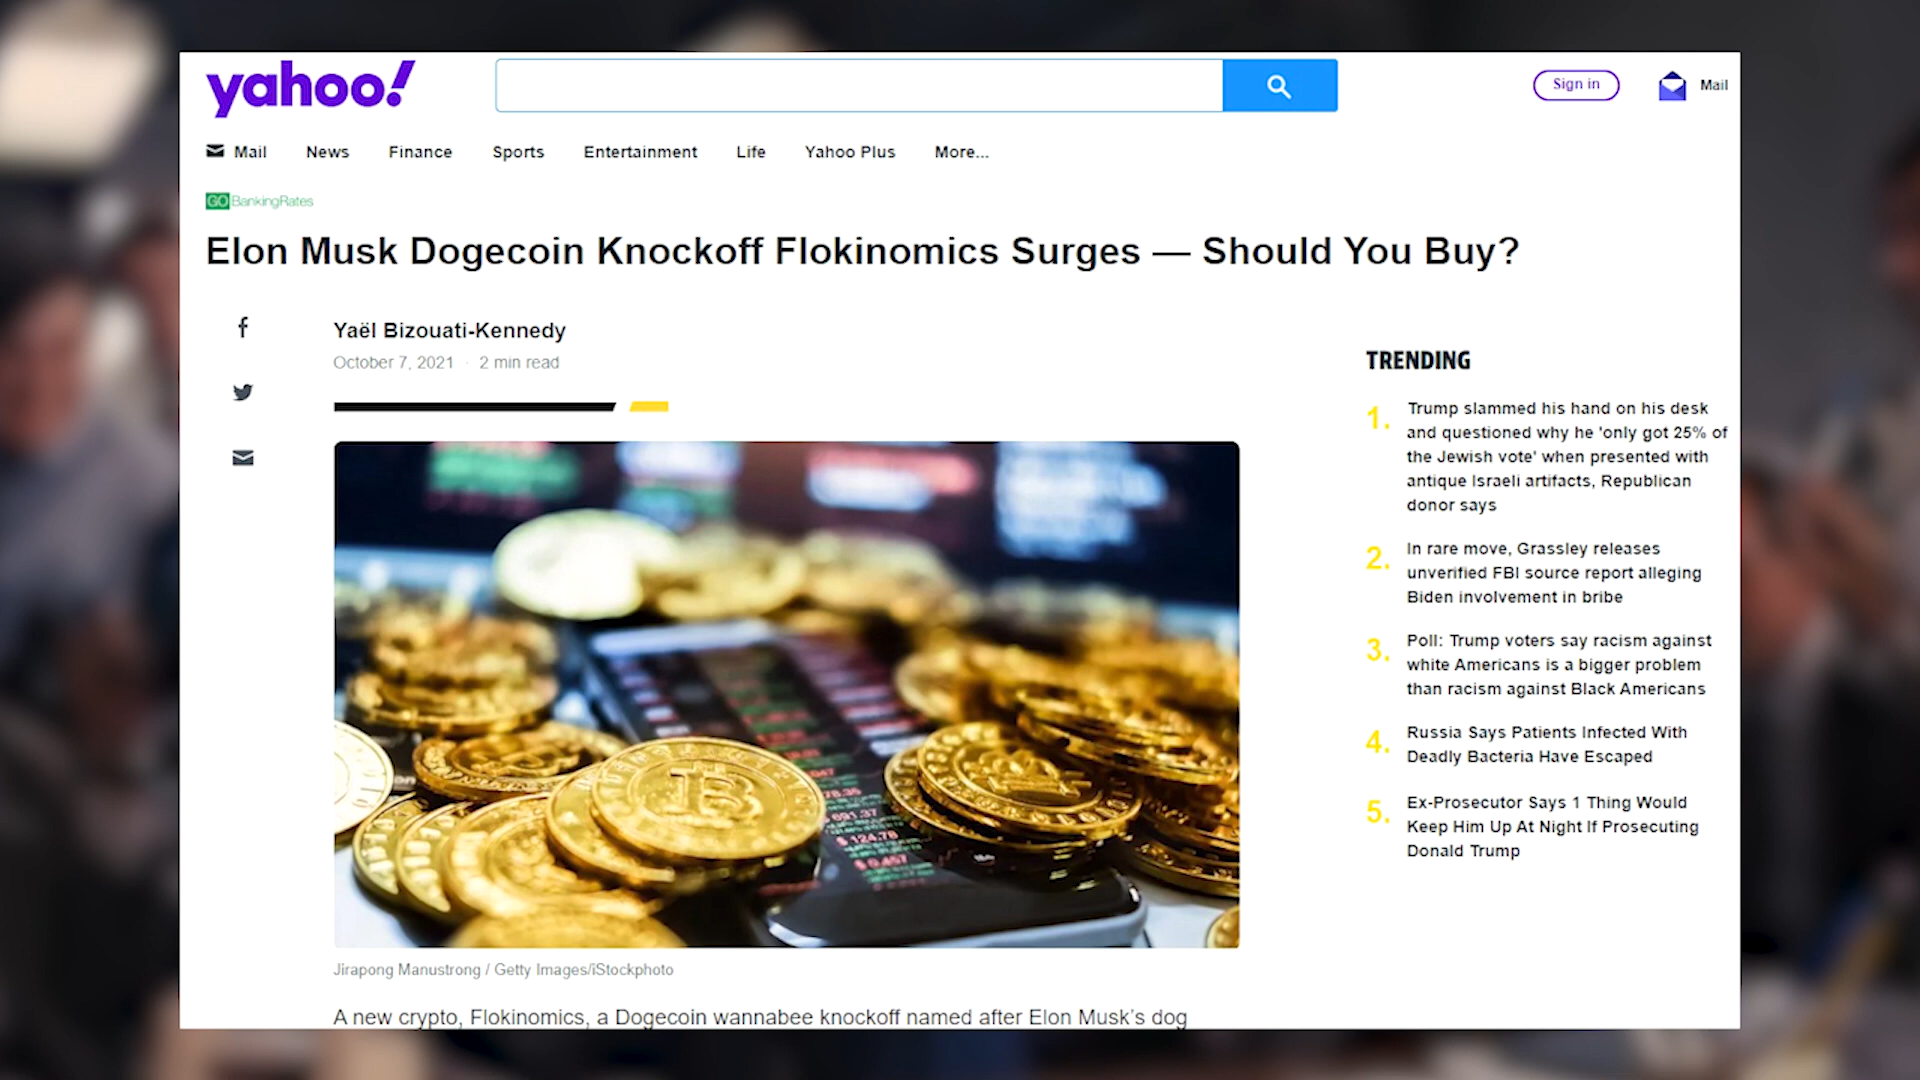 yahoo!
Sign in
Mail
Mail
News
Finance
Sports
Entertainment
Life
Yahoo Plus
More...
GOBankingRates
Elon Musk Dogecoin Knockoff Flokinomics Surges — Should You Buy?
Yaël Bizouati-Kennedy
October 7, 2021 · 2 min read
Jirapong Manustrong / Getty Images/iStockphoto
A new crypto, Flokinomics, a Dogecoin wannabee knockoff named after Elon Musk's dog
TRENDING
1. Trump slammed his hand on his desk
and questioned why he 'only got 25% of
the Jewish vote' when presented with
antique Israeli artifacts, Republican
donor says
2. In rare move, Grassley releases
unverified FBI source report alleging
Biden involvement in bribe
3. Poll: Trump voters say racism against
white Americans is a bigger problem
than racism against Black Americans
4. Russia Says Patients Infected With
Deadly Bacteria Have Escaped
5. Ex-Prosecutor Says 1 Thing Would
Keep Him Up At Night If Prosecuting
Donald Trump